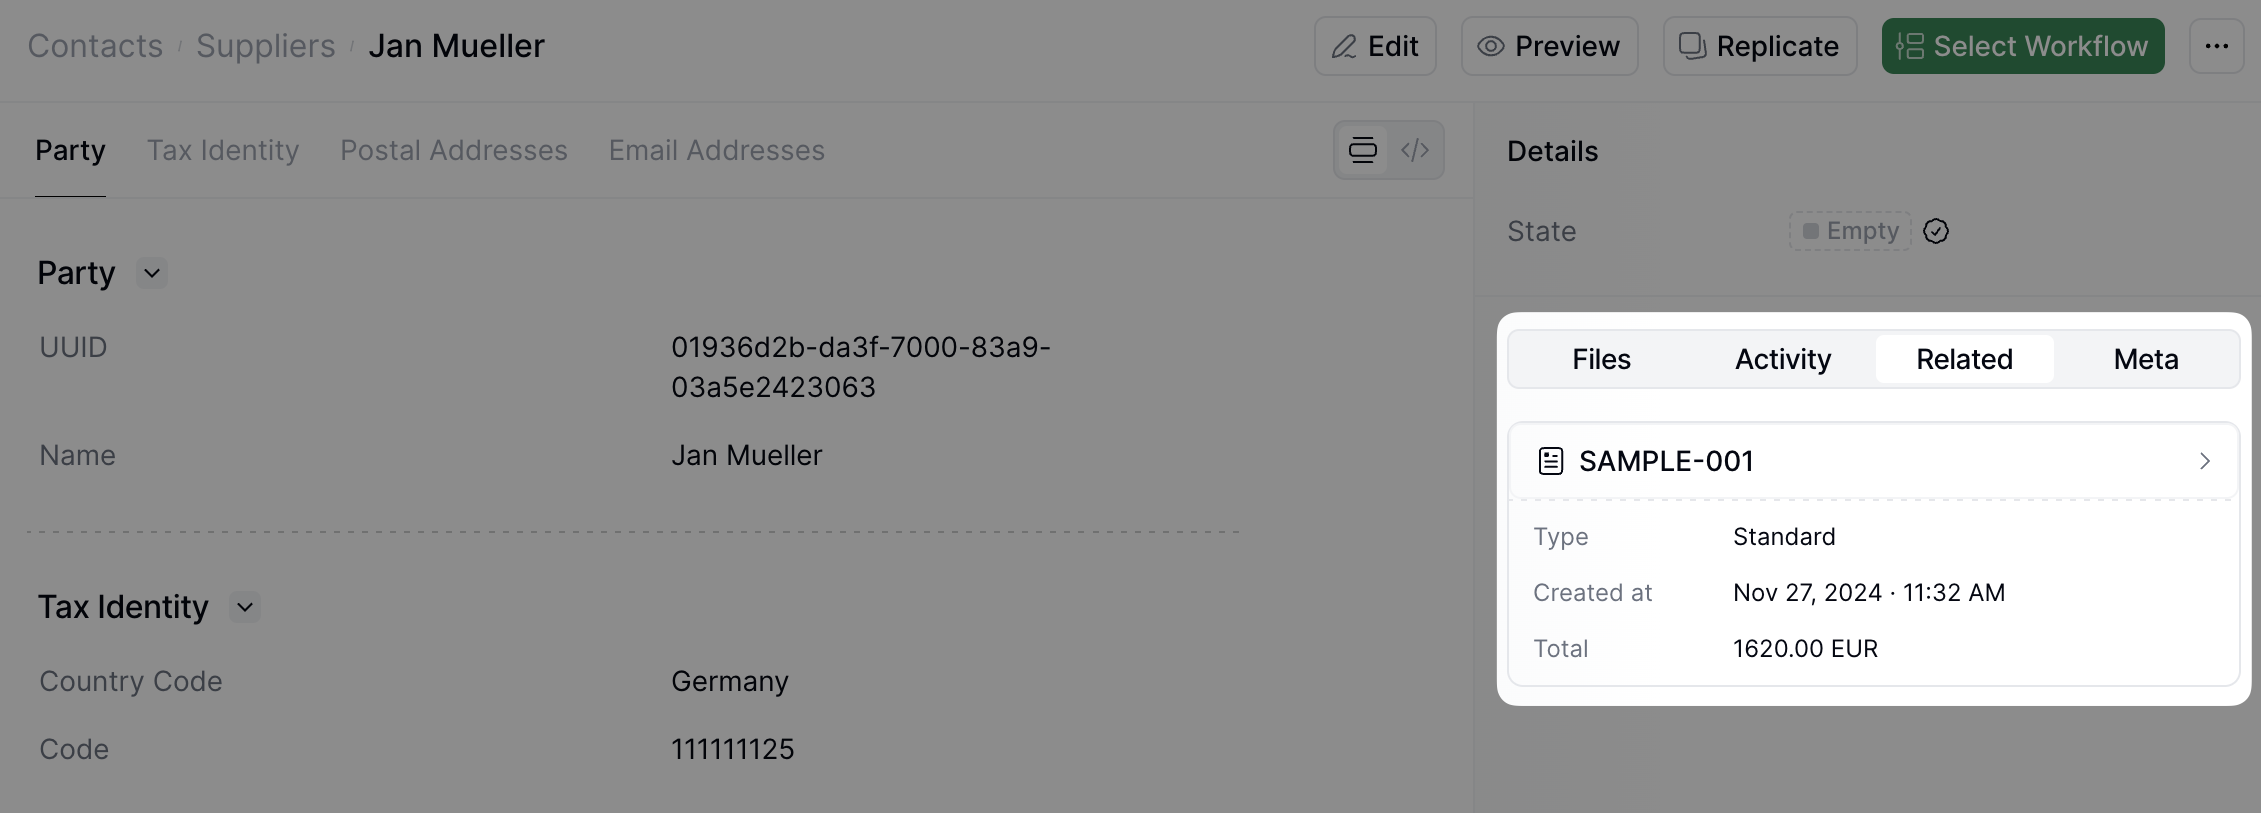 Contacts / Suppliers / Jan Mueller
Edit
Preview
Replicate
Select Workflow
Party
Tax Identity
Postal Addresses
Email Addresses
</>
Party
UUID
01936d2b-da3f-7000-83a9-
03a5e2423063
Name
Jan Mueller
Tax Identity
Country Code
Germany
Code
111111125
Details
State
Empty
Files
Activity
Related
Meta
SAMPLE-001
Type
Standard
Created at
Nov 27, 2024 · 11:32 AM
Total
1620.00 EUR